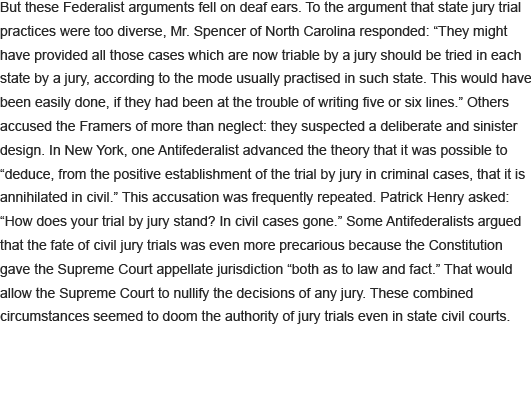 But these Federalist arguments fell on deaf ears. To the argument that state jury trial
practices were too diverse, Mr. Spencer of North Carolina responded: “They might
have provided all those cases which are now triable by a jury should be tried in each
state by a jury, according to the mode usually practised in such state. This would have
been easily done, if they had been at the trouble of writing five or six lines.” Others
accused the Framers of more than neglect: they suspected a deliberate and sinister
design. In New York, one Antifederalist advanced the theory that it was possible to
“deduce, from the positive establishment of the trial by jury in criminal cases, that it is
annihilated in civil.” This accusation was frequently repeated. Patrick Henry asked:
“How does your trial by jury stand? In civil cases gone.” Some Antifederalists argued
that the fate of civil jury trials was even more precarious because the Constitution
gave the Supreme Court appellate jurisdiction “both as to law and fact.” That would
allow the Supreme Court to nullify the decisions of any jury. These combined
circumstances seemed to doom the authority of jury trials even in state civil courts.